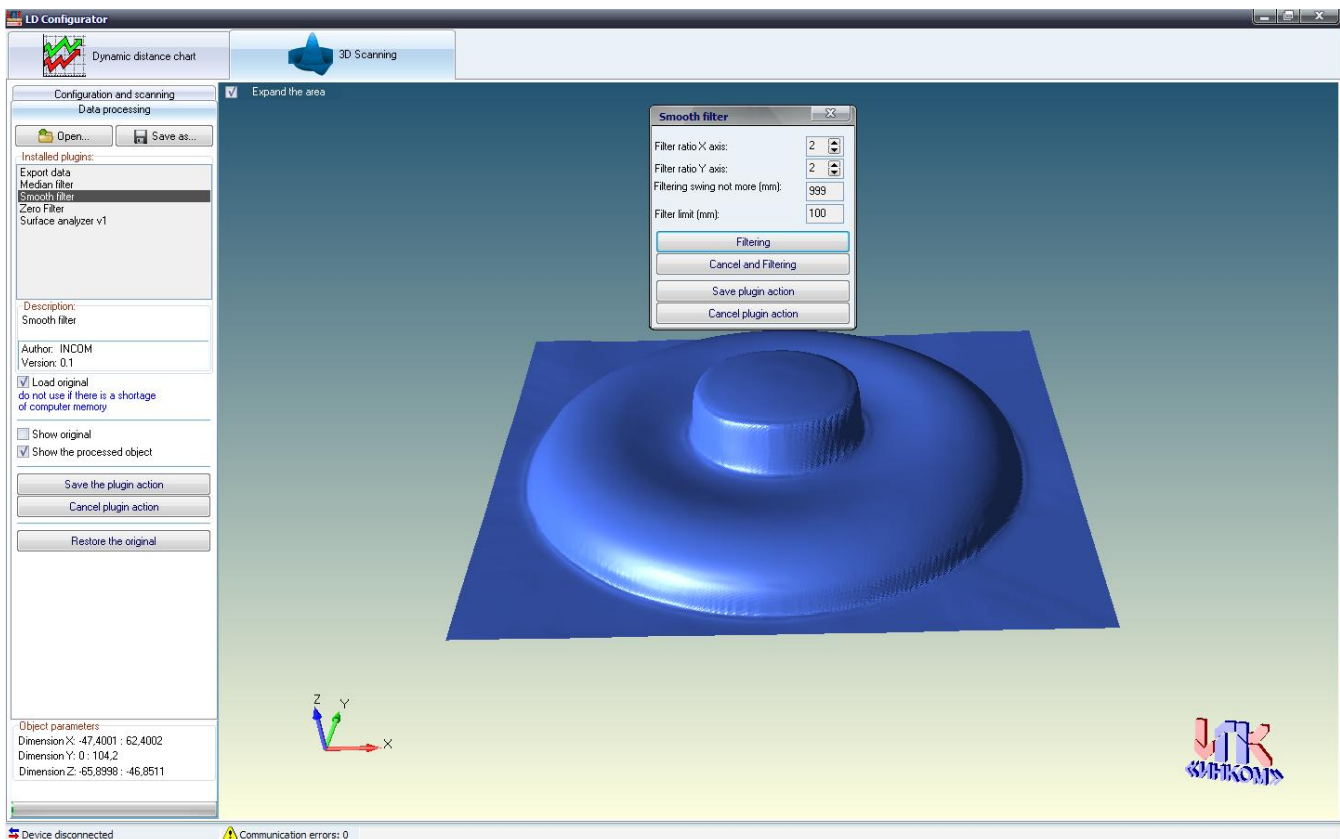 LD Configurator
Dynamic distance chart
3D Scanning
Configuration and scanning
Data processing
Open...
Save as...
Installed plugins:
Export data
Median filter
Smooth filter
Zero Filter
Surface analyzer v1
Description:
Smooth filter
Author: INCOM
Version: 0.1
Load original
do not use if there is a shortage
of computer memory
Show original
Show the processed object
Save the plugin action
Cancel plugin action
Restore the original
Object parameters
Dimension X: -47,4001 : 62,4002
Dimension Y: 0 : 104,2
Dimension Z: -65,8998 : -46,8511
Expand the area
Smooth filter
Filter ratio X axis: 2
Filter ratio Y axis: 2
Filtering swing not more (mm): 999
Filter limit (mm): 100
Filtering
Cancel and Filtering
Save plugin action
Cancel plugin action
Z
Y
X
«ИНКОМ»
Device disconnected
Communication errors: 0